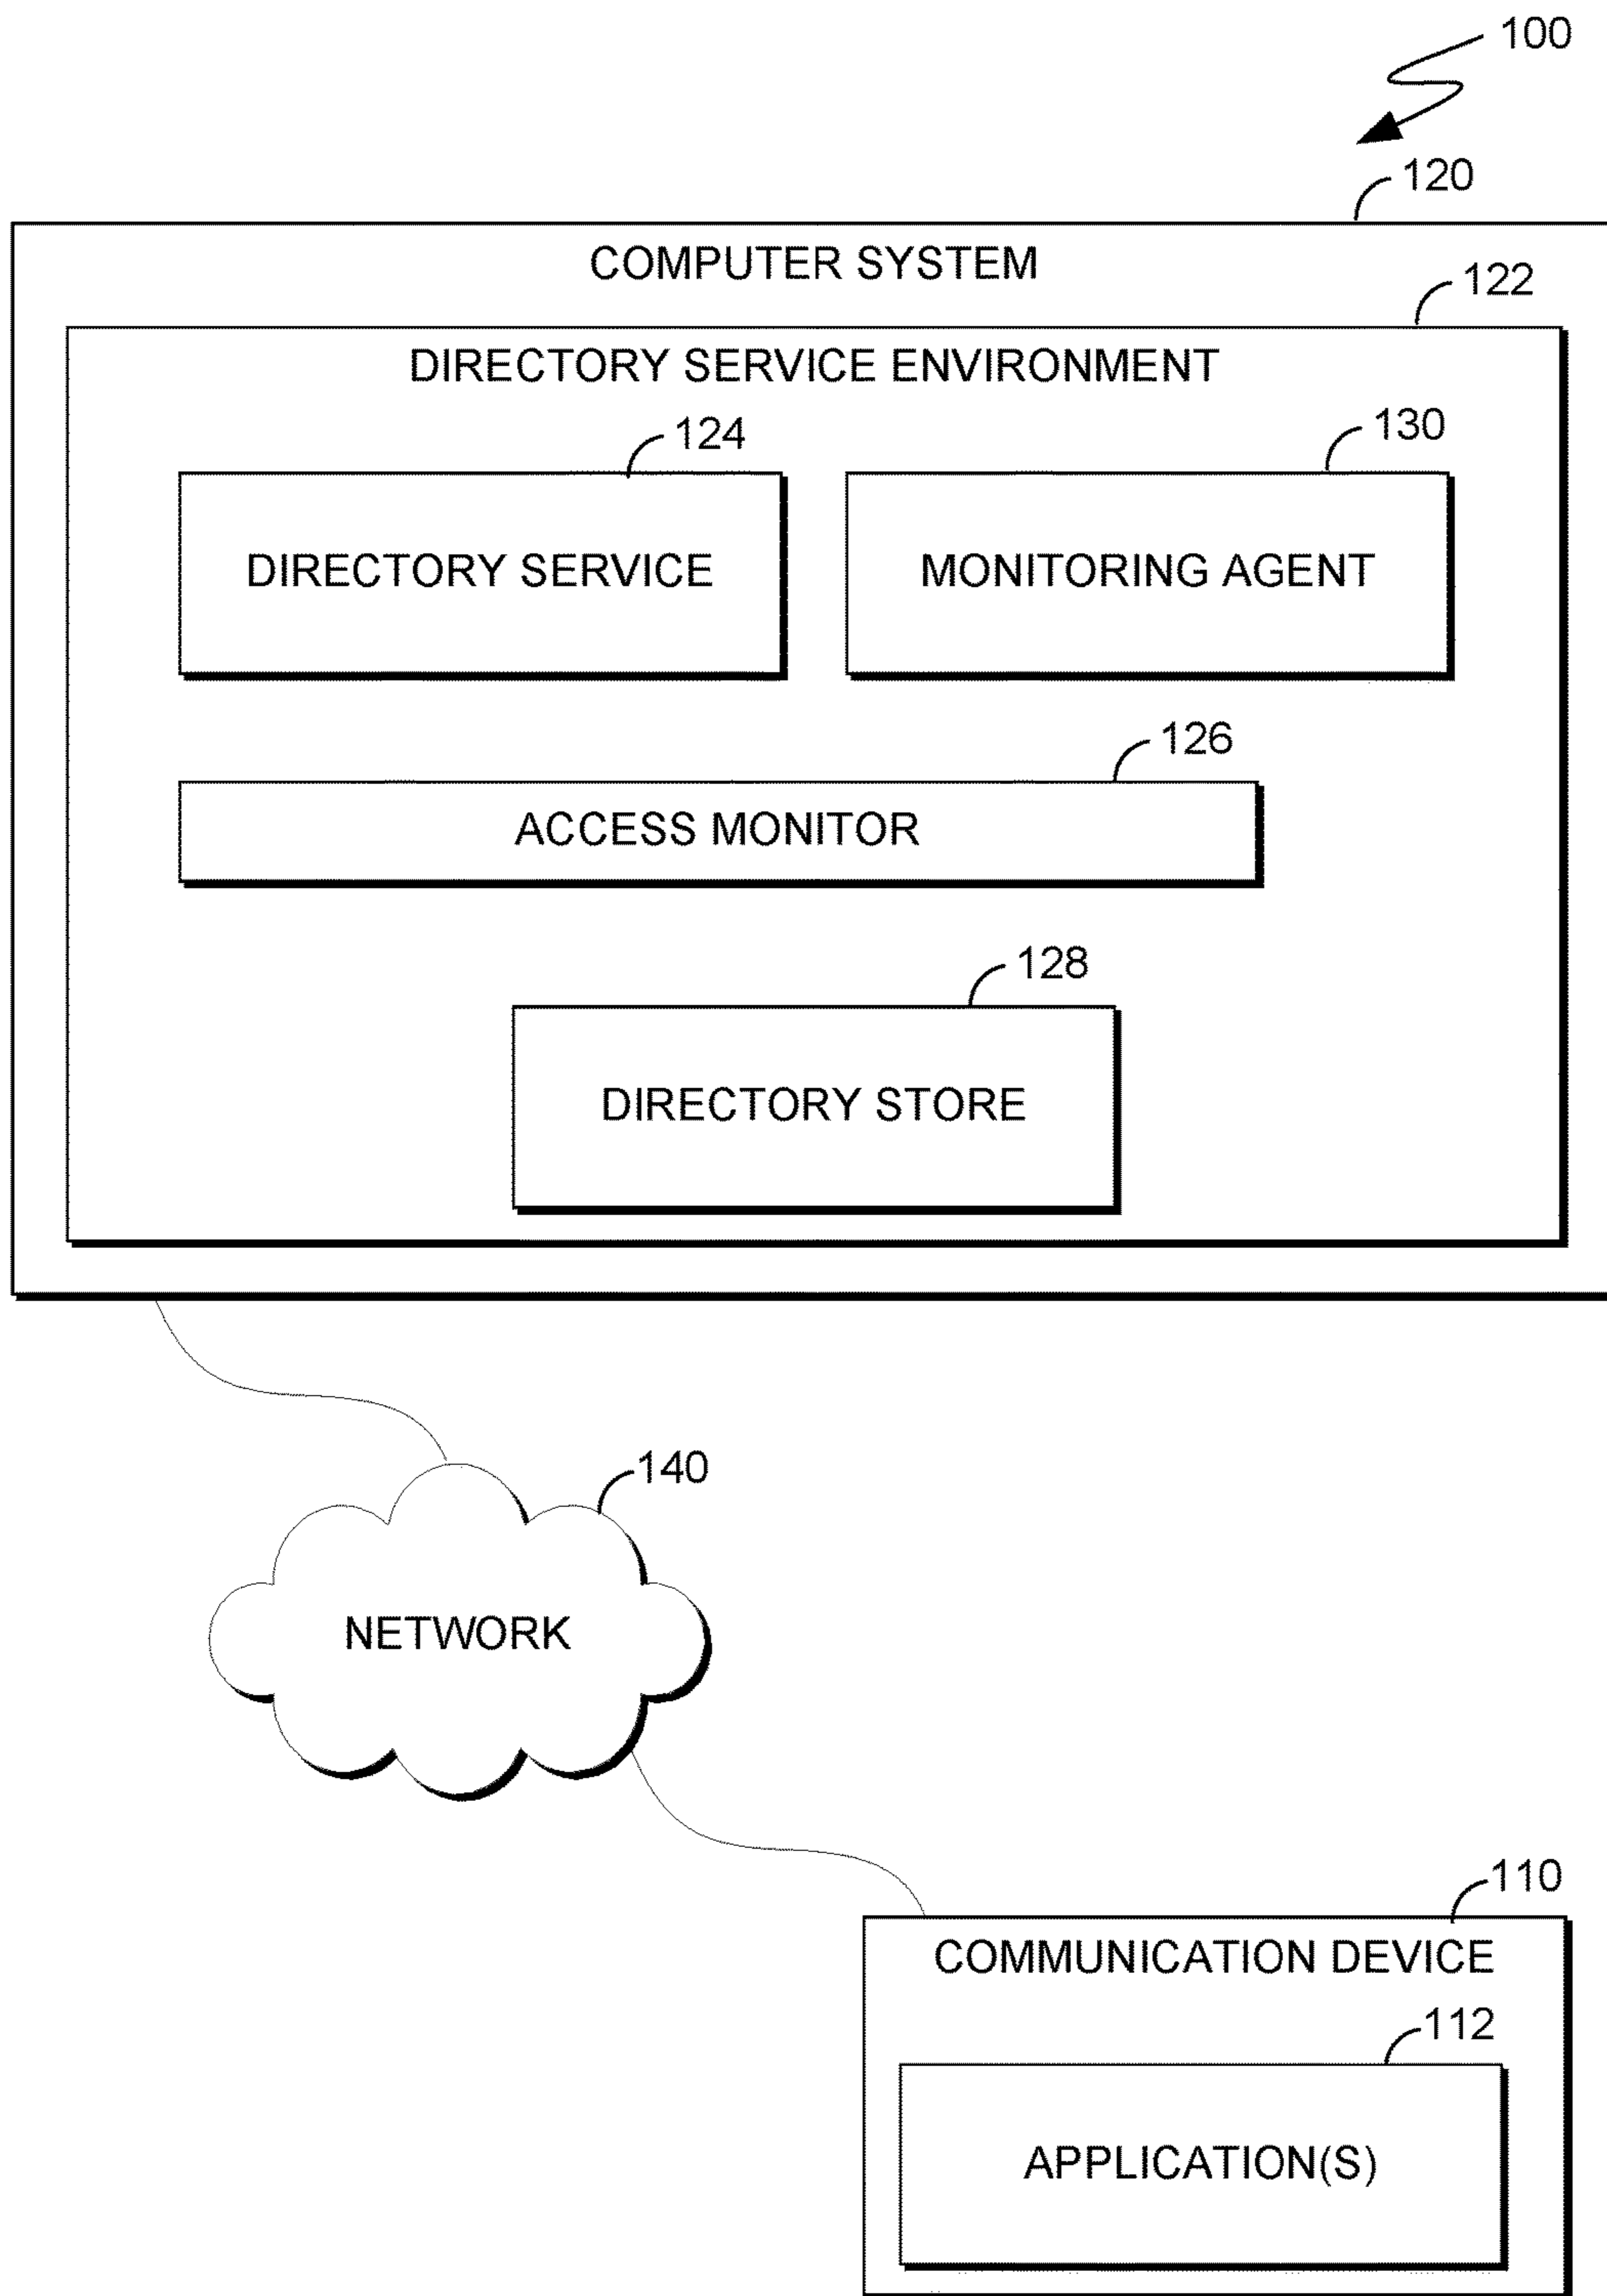 100
120
COMPUTER SYSTEM
122
DIRECTORY SERVICE ENVIRONMENT
124
130
DIRECTORY SERVICE
MONITORING AGENT
126
ACCESS MONITOR
128
DIRECTORY STORE
140
NETWORK
110
COMMUNICATION DEVICE
112
APPLICATION(S)